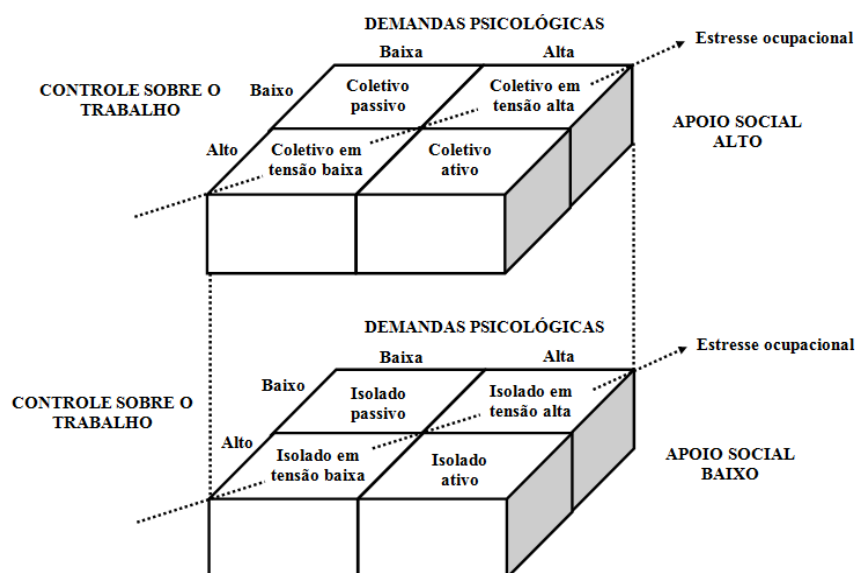 DEMANDAS PSICOLÓGICAS
Baixa
Alta
Estresse ocupacional
CONTROLE SOBRE O
TRABALHO
Baixo
Alto
Coletivo
passivo
Coletivo em
tensão alta
Coletivo em
tensão baixa
Coletivo
ativo
APOIO SOCIAL
ALTO
DEMANDAS PSICOLÓGICAS
Baixa
Alta
Estresse ocupacional
CONTROLE SOBRE O
TRABALHO
Baixo
Alto
Isolado
passivo
Isolado em
tensão alta
Isolado em
tensão baixa
Isolado
ativo
APOIO SOCIAL
BAIXO